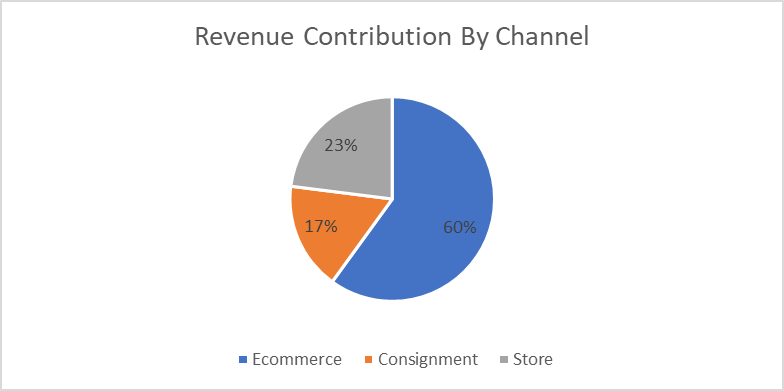 Revenue Contribution By Channel
23%
17%
60%
Ecommerce Consignment Store